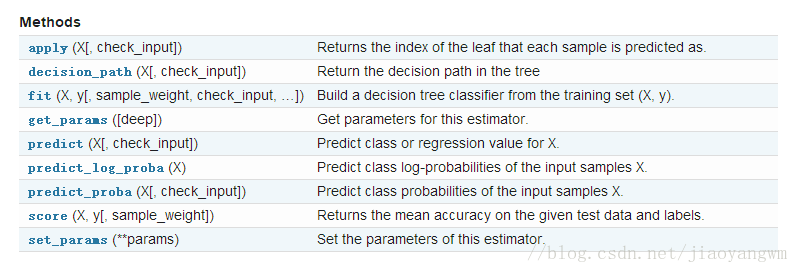 Methods
apply (X[, check_input]) Returns the index of the leaf that each sample is predicted as.
decision_path (X[, check_input]) Return the decision path in the tree
fit (X, y[, sample_weight, check_input, …]) Build a decision tree classifier from the training set (X, y).
get_params ([deep]) Get parameters for this estimator.
predict (X[, check_input]) Predict class or regression value for X.
predict_log_proba (X) Predict class log-probabilities of the input samples X.
predict_proba (X[, check_input]) Predict class probabilities of the input samples X.
score (X, y[, sample_weight]) Returns the mean accuracy on the given test data and labels.
set_params (**params) Set the parameters of this estimator.
//blog.csdn.net/jiaoyangwm